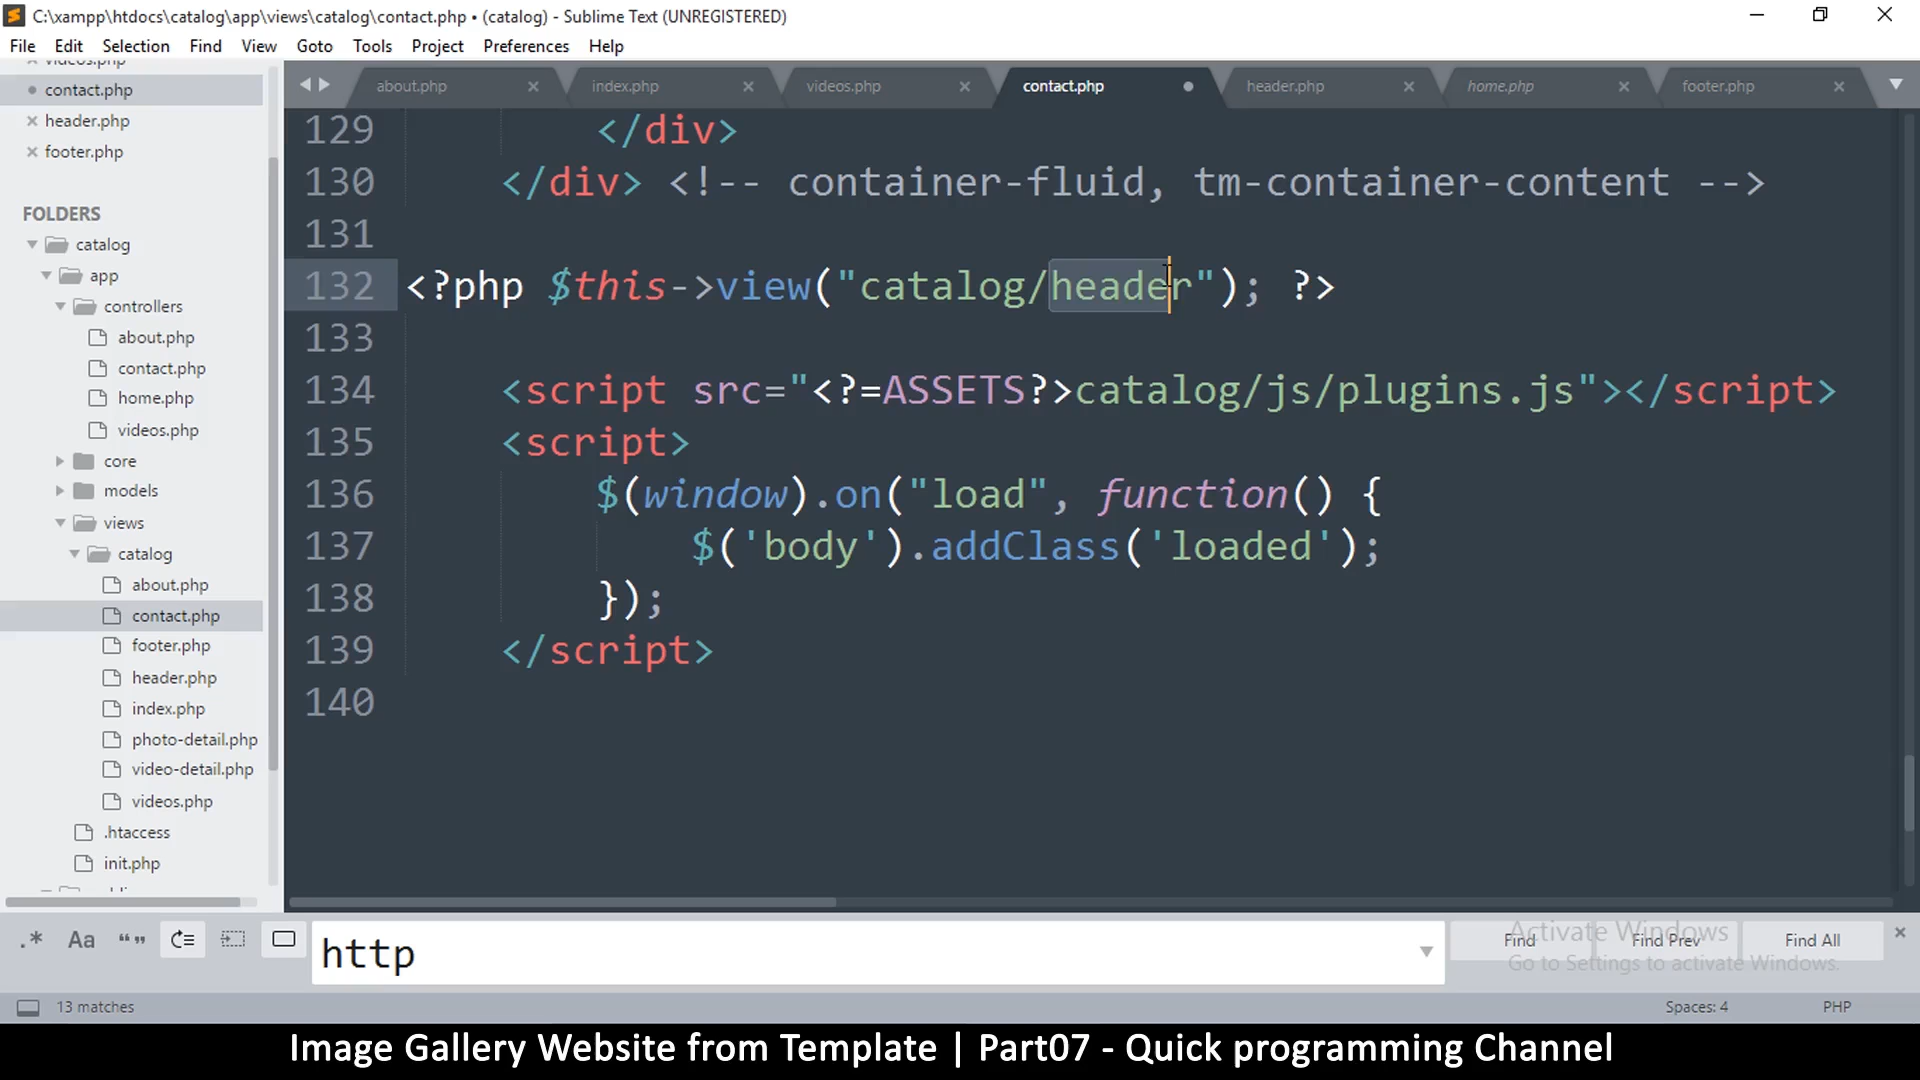 C:\xampp\htdocs\catalog\app\views\catalog\contact.php • (catalog) - Sublime Text (UNREGISTERED)
File Edit Selection Find View Goto Tools Project Preferences Help
videos.php
contact.php
header.php
footer.php
FOLDERS
catalog
app
controllers
about.php
contact.php
home.php
videos.php
core
models
views
catalog
about.php
contact.php
footer.php
header.php
index.php
photo-detail.php
video-detail.php
videos.php
.htaccess
init.php
about.php index.php videos.php contact.php header.php home.php footer.php
129 </div>
130 </div> <!-- container-fluid, tm-container-content -->
131
132 <?php $this->view("catalog/header"); ?>
133
134 <script src="<?=ASSETS?>catalog/js/plugins.js"></script>
135 <script>
136 $(window).on("load", function() {
137 $('body').addClass('loaded');
138 });
139 </script>
140
.* Aa “ ” http Find Find Prev Find All
Activate Windows
Go to Settings to activate Windows.
13 matches Spaces: 4 PHP
Image Gallery Website from Template | Part07 - Quick programming Channel